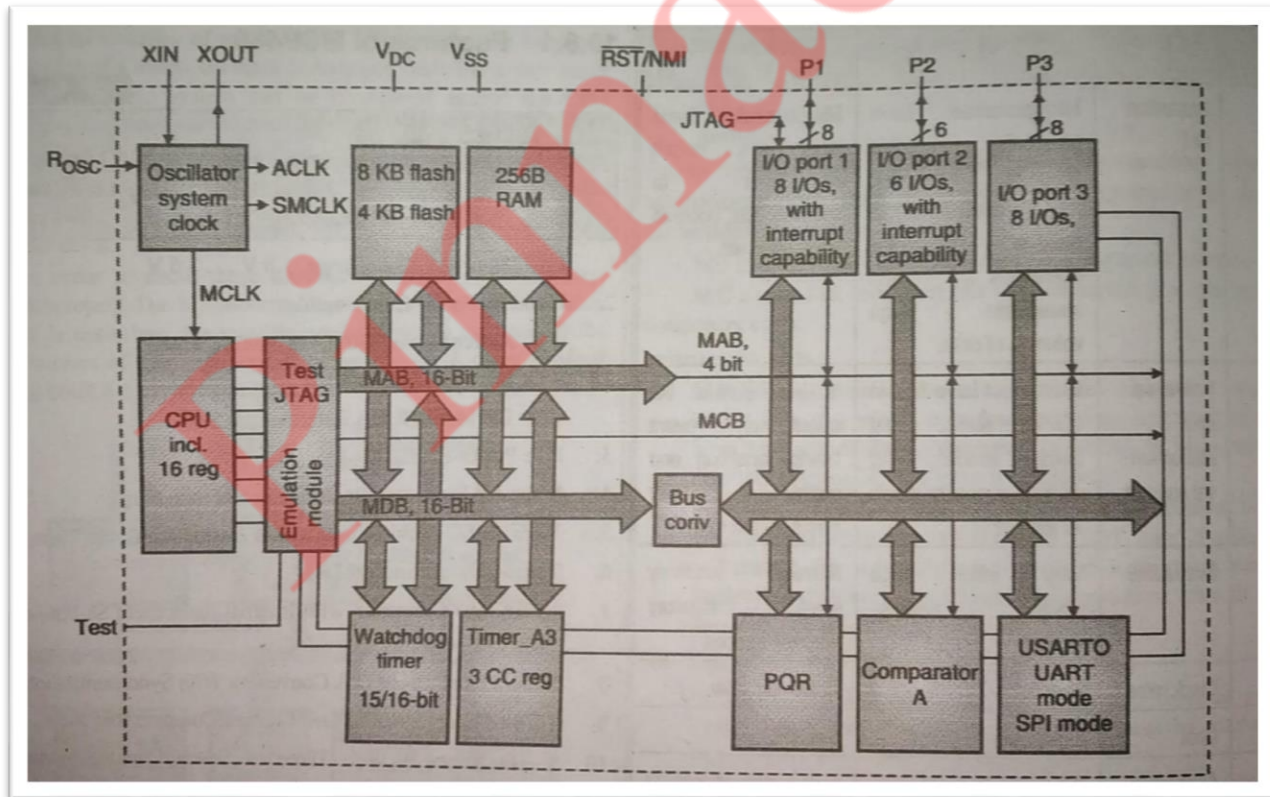 XIN XOUT VDC VSS RST/NMI P1 P2 P3
JTAG 8 6 8
ROSC
Oscillator
system
clock
ACLK
SMCLK
8 KB flash
4 KB flash
256B
RAM
I/O port 1
8 I/Os,
with
interrupt
capability
I/O port 2
6 I/Os,
with
interrupt
capability
I/O port 3
8 I/Os,
MCLK
CPU
incl.
16 reg
Test
JTAG
Emulation
module
MAB, 16-Bit
MAB,
4 bit
MCB
MDB, 16-Bit
Bus
coriv
Test
Watchdog
timer
15/16-bit
Timer_A3
3 CC reg
PQR
Comparator
A
USARTO
UART
mode
SPI mode